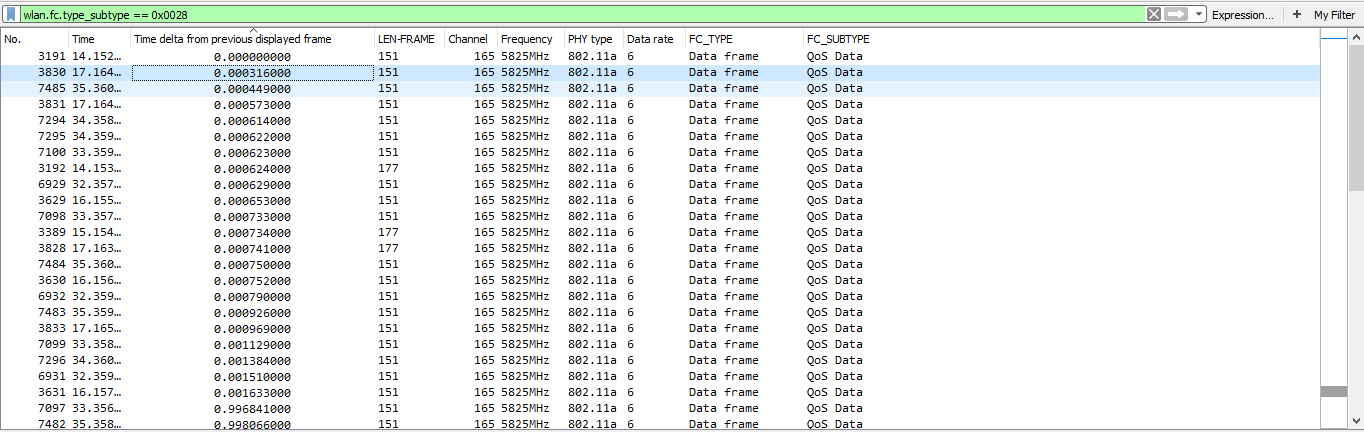 wlan.fc.type_subtype == 0x0028 Expression... + My Filter
No. Time Time delta from previous displayed frame LEN-FRAME Channel Frequency PHY type Data rate FC_TYPE FC_SUBTYPE
3191 14.152... 0.000000000 151 165 5825MHz 802.11a 6 Data frame QoS Data
3830 17.164... 0.000316000 151 165 5825MHz 802.11a 6 Data frame QoS Data
7485 35.360... 0.000449000 151 165 5825MHz 802.11a 6 Data frame QoS Data
3831 17.164... 0.000573000 151 165 5825MHz 802.11a 6 Data frame QoS Data
7294 34.358... 0.000614000 151 165 5825MHz 802.11a 6 Data frame QoS Data
7295 34.359... 0.000622000 151 165 5825MHz 802.11a 6 Data frame QoS Data
7100 33.359... 0.000623000 151 165 5825MHz 802.11a 6 Data frame QoS Data
3192 14.153... 0.000624000 177 165 5825MHz 802.11a 6 Data frame QoS Data
6929 32.357... 0.000629000 151 165 5825MHz 802.11a 6 Data frame QoS Data
3629 16.155... 0.000653000 151 165 5825MHz 802.11a 6 Data frame QoS Data
7098 33.357... 0.000733000 151 165 5825MHz 802.11a 6 Data frame QoS Data
3389 15.154... 0.000734000 177 165 5825MHz 802.11a 6 Data frame QoS Data
3828 17.163... 0.000741000 177 165 5825MHz 802.11a 6 Data frame QoS Data
7484 35.360... 0.000750000 151 165 5825MHz 802.11a 6 Data frame QoS Data
3630 16.156... 0.000752000 151 165 5825MHz 802.11a 6 Data frame QoS Data
6932 32.359... 0.000790000 151 165 5825MHz 802.11a 6 Data frame QoS Data
7483 35.359... 0.000926000 151 165 5825MHz 802.11a 6 Data frame QoS Data
3833 17.165... 0.000969000 151 165 5825MHz 802.11a 6 Data frame QoS Data
7099 33.358... 0.001129000 151 165 5825MHz 802.11a 6 Data frame QoS Data
7296 34.360... 0.001384000 151 165 5825MHz 802.11a 6 Data frame QoS Data
6931 32.359... 0.001510000 151 165 5825MHz 802.11a 6 Data frame QoS Data
3631 16.157... 0.001633000 151 165 5825MHz 802.11a 6 Data frame QoS Data
7097 33.356... 0.996841000 151 165 5825MHz 802.11a 6 Data frame QoS Data
7482 35.358... 0.998066000 151 165 5825MHz 802.11a 6 Data frame QoS Data